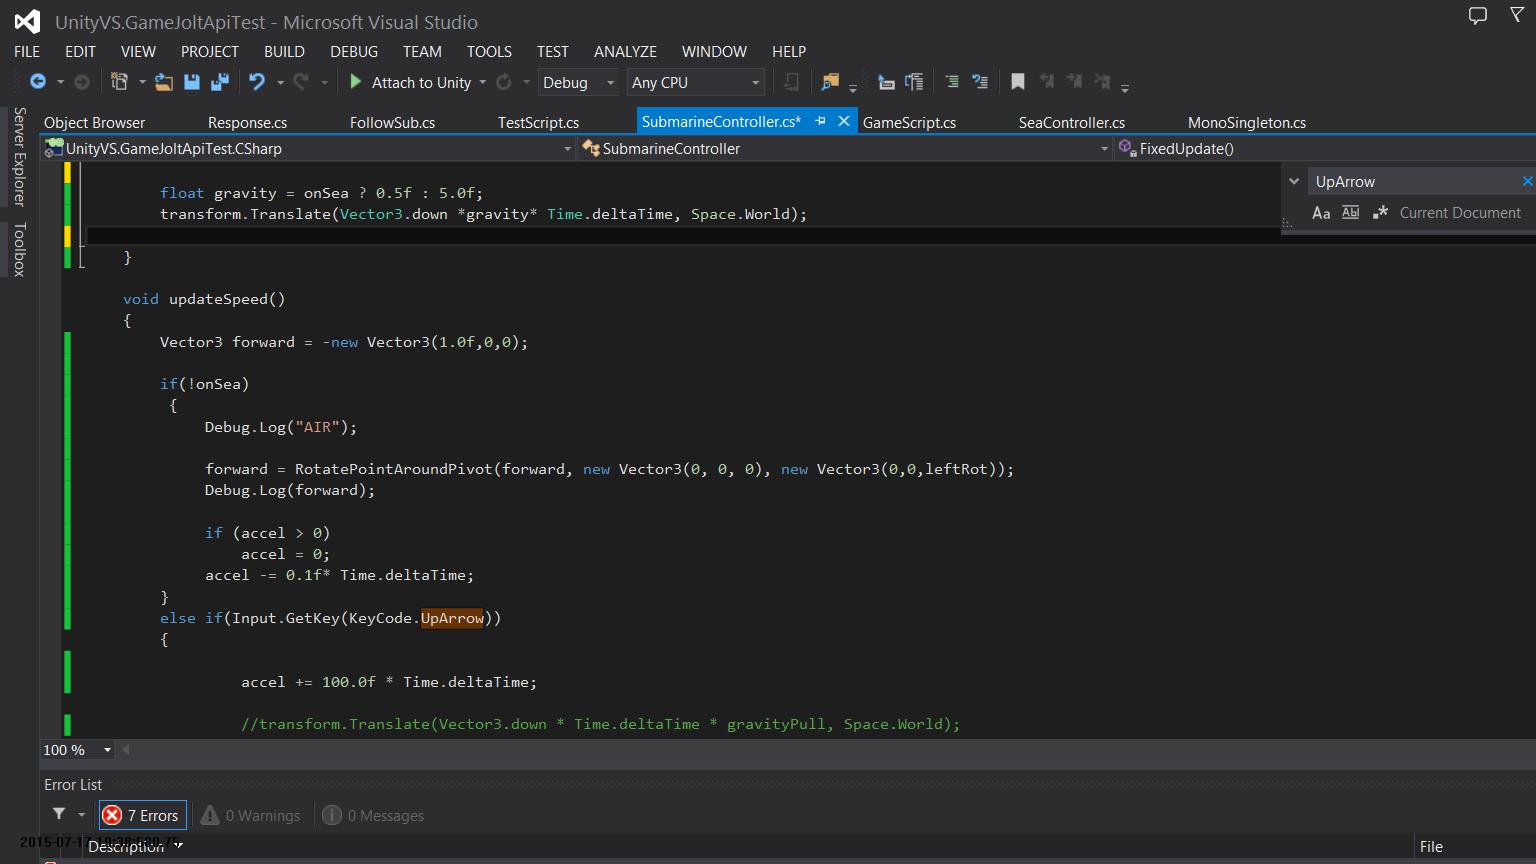 UnityVS.GameJoltApiTest - Microsoft Visual Studio
FILE EDIT VIEW PROJECT BUILD DEBUG TEAM TOOLS TEST ANALYZE WINDOW HELP
Attach to Unity Debug Any CPU
Server Explorer
Toolbox
Object Browser Response.cs FollowSub.cs TestScript.cs SubmarineController.cs* GameScript.cs SeaController.cs MonoSingleton.cs
UnityVS.GameJoltApiTest.CSharp SubmarineController FixedUpdate()
UpArrow
Aa Abl .* Current Document
float gravity = onSea ? 0.5f : 5.0f;
transform.Translate(Vector3.down *gravity* Time.deltaTime, Space.World);
}
void updateSpeed()
{
Vector3 forward = -new Vector3(1.0f,0,0);
if(!onSea)
{
Debug.Log("AIR");
forward = RotatePointAroundPivot(forward, new Vector3(0, 0, 0), new Vector3(0,0,leftRot));
Debug.Log(forward);
if (accel > 0)
accel = 0;
accel -= 0.1f* Time.deltaTime;
}
else if(Input.GetKey(KeyCode.UpArrow))
{
accel += 100.0f * Time.deltaTime;
//transform.Translate(Vector3.down * Time.deltaTime * gravityPull, Space.World);
100 %
Error List
7 Errors 0 Warnings 0 Messages
Description File